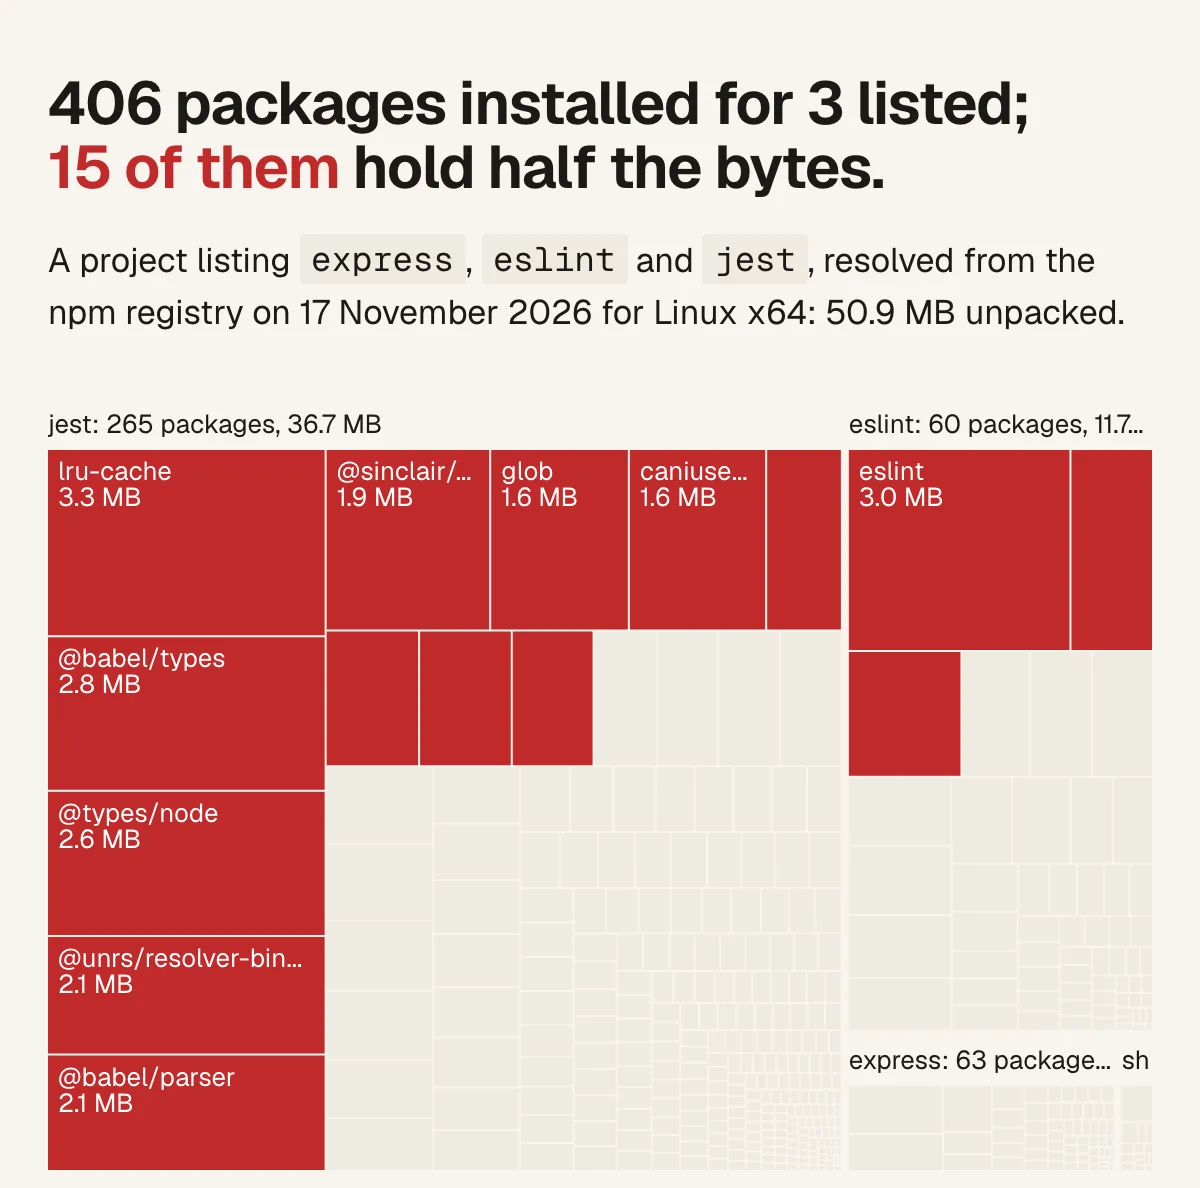 406 packages installed for 3 listed;
15 of them hold half the bytes.
A project listing express, eslint and jest, resolved from the
npm registry on 17 November 2026 for Linux x64: 50.9 MB unpacked.
jest: 265 packages, 36.7 MB
eslint: 60 packages, 11.7…
lru-cache
3.3 MB
@sinclair/…
1.9 MB
glob
1.6 MB
caniuse…
1.6 MB
eslint
3.0 MB
@babel/types
2.8 MB
@types/node
2.6 MB
@unrs/resolver-bin…
2.1 MB
express: 63 package… sh
@babel/parser
2.1 MB